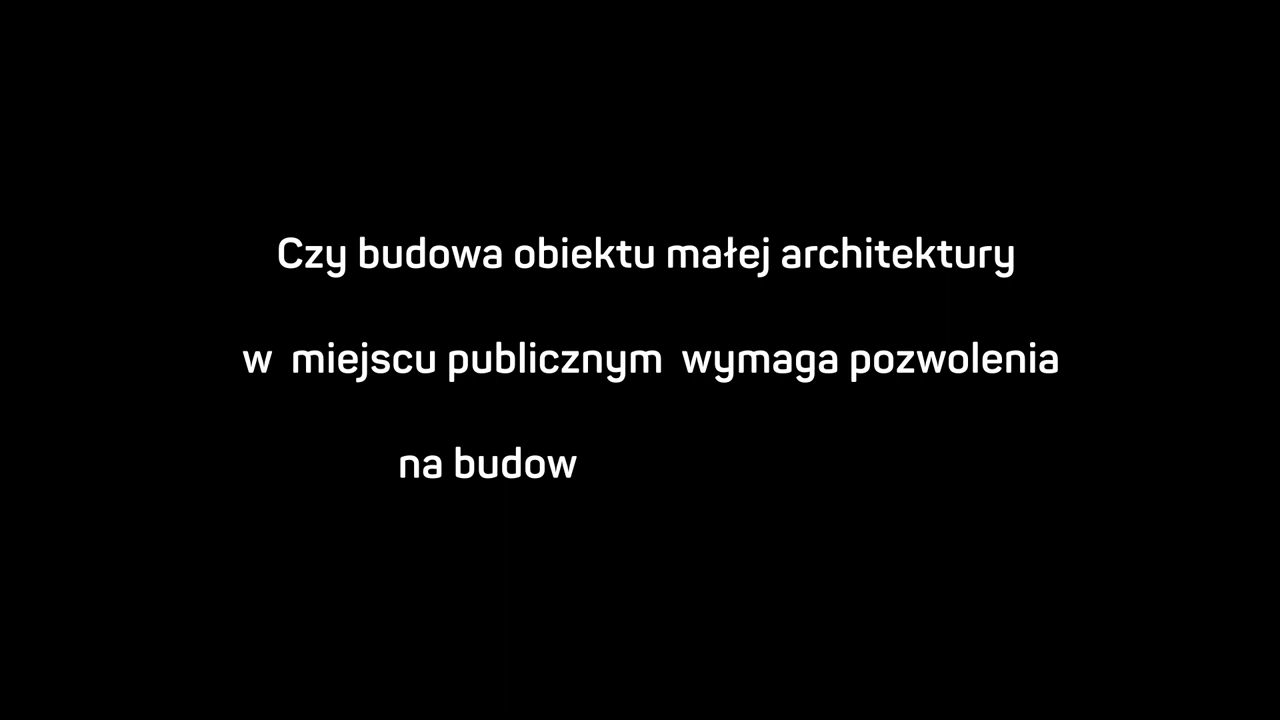 Czy budowa obiektu małej architektury
w miejscu publicznym wymaga pozwolenia
na budow